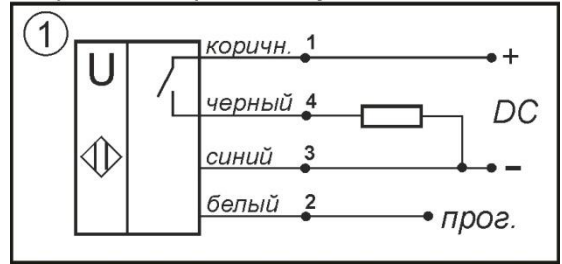 1
U
коричн. 1
+
черный 4
DC
синий 3
-
белый 2
прог.